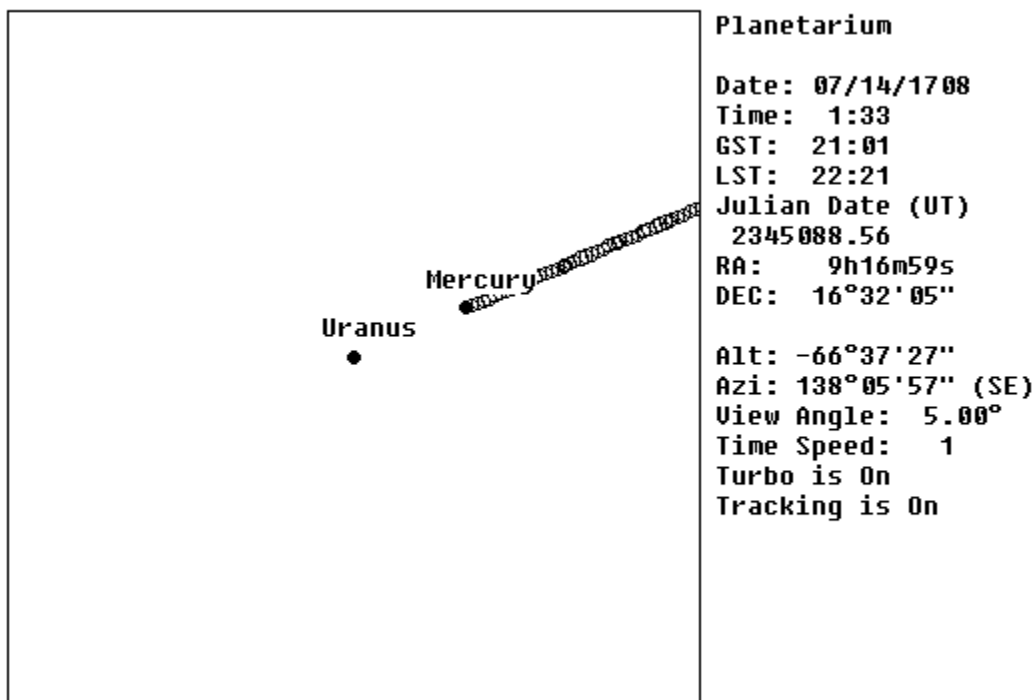 Planetarium
Date: 07/14/1708
Time: 1:33
GST: 21:01
LST: 22:21
Julian Date (UT)
2345088.56
RA: 9h16m59s
DEC: 16°32'05"
Alt: -66°37'27"
Azi: 138°05'57" (SE)
View Angle: 5.00°
Time Speed: 1
Turbo is On
Tracking is On
Mercury
Uranus